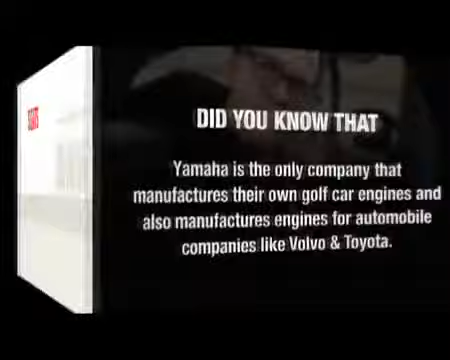 DID YOU KNOW THAT
Yamaha is the only company that
manufactures their own golf car engines and
also manufactures engines for automobile
companies like Volvo & Toyota.